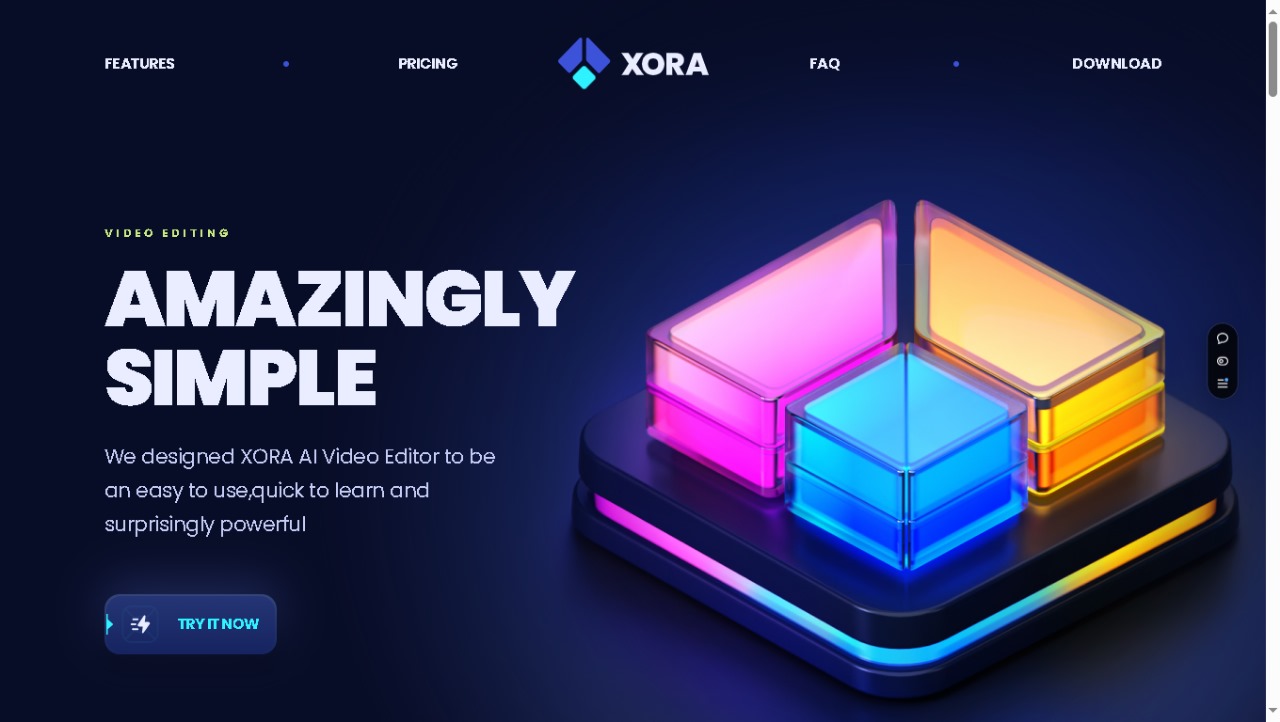 FEATURES
PRICING
XORA
FAQ
DOWNLOAD
VIDEO EDITING
AMAZINGLY
SIMPLE
We designed XORA AI Video Editor to be
an easy to use,quick to learn and
surprisingly powerful
TRY IT NOW